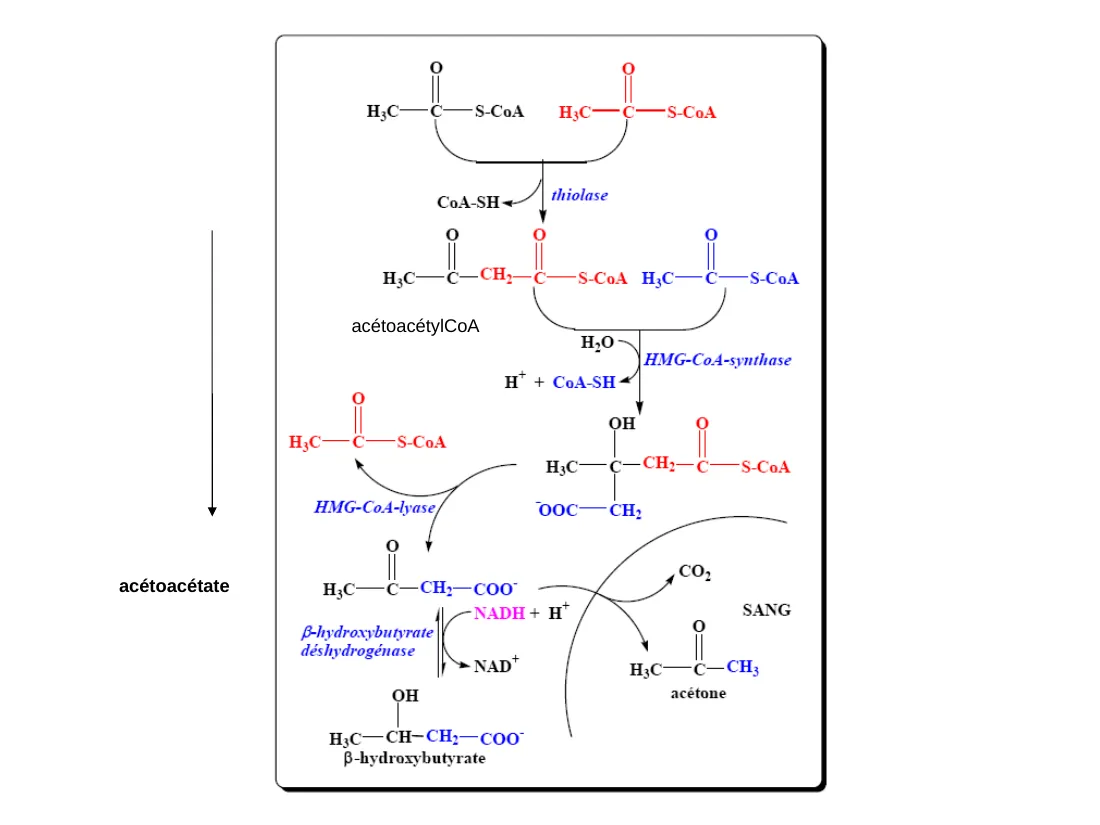 O O
H₃C—C—S-CoA H₃C—C—S-CoA
thiolase
CoA-SH
O O O
H₃C—C—CH₂—C—S-CoA H₃C—C—S-CoA
acétoacétylCoA
H₂O
HMG-CoA-synthase
H⁺ + CoA-SH
O
H₃C—C—S-CoA
OH O
H₃C—C—CH₂—C—S-CoA
⁻OOC—CH₂
HMG-CoA-lyase
O
acétoacétate
H₃C—C—CH₂—COO⁻
CO₂
NADH + H⁺
SANG
β-hydroxybutyrate
déshydrogénase
NAD⁺
O
H₃C—C—CH₃
acétone
OH
H₃C—CH—CH₂—COO⁻
β-hydroxybutyrate